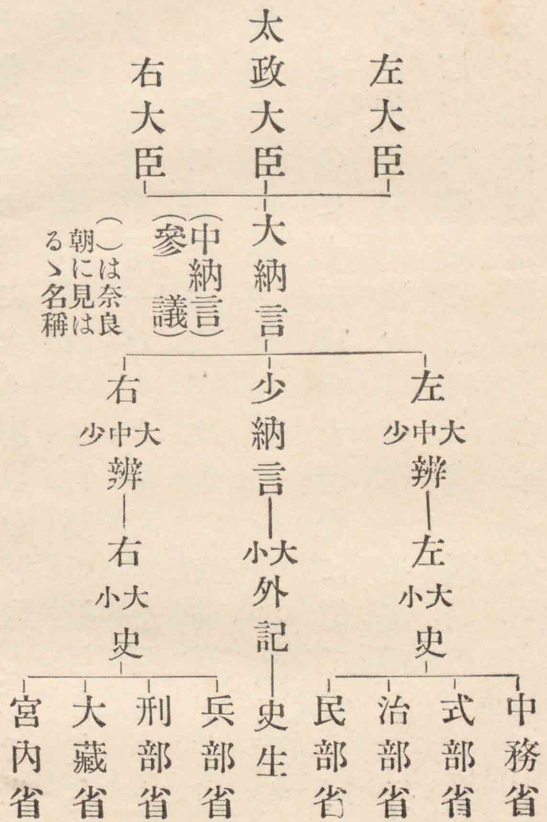 左大臣
太政大臣
右大臣
大納言
(中納言)
(參議)
()は奈良
朝に見は
るゝ名稱
左大中少辨
少納言
右大中少辨
左大小史
大小外記
右大小史
中務省
式部省
治部省
民部省
史生
兵部省
刑部省
大藏省
宮內省